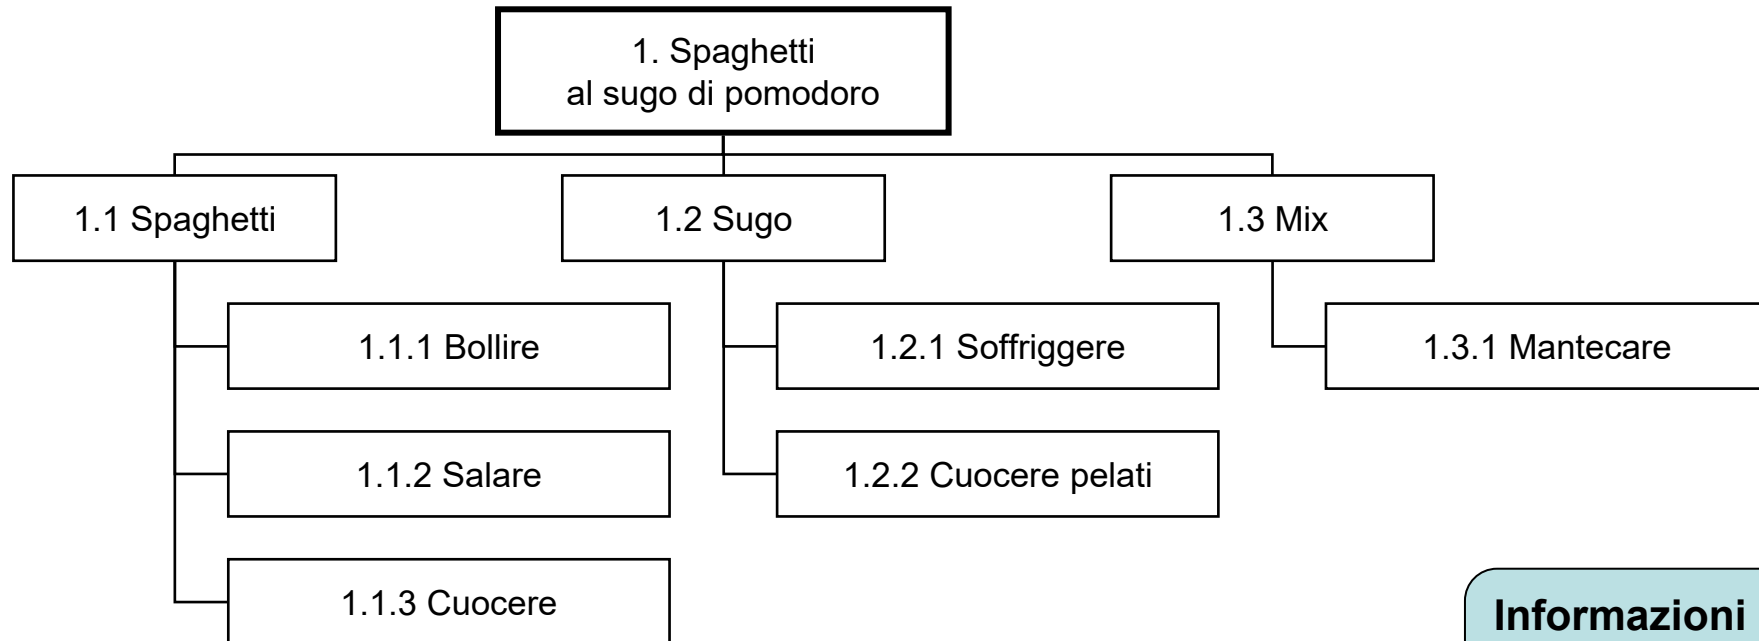 1. Spaghetti
al sugo di pomodoro
1.1 Spaghetti
1.2 Sugo
1.3 Mix
1.1.1 Bollire
1.2.1 Soffriggere
1.3.1 Mantecare
1.1.2 Salare
1.2.2 Cuocere pelati
1.1.3 Cuocere
Informazioni